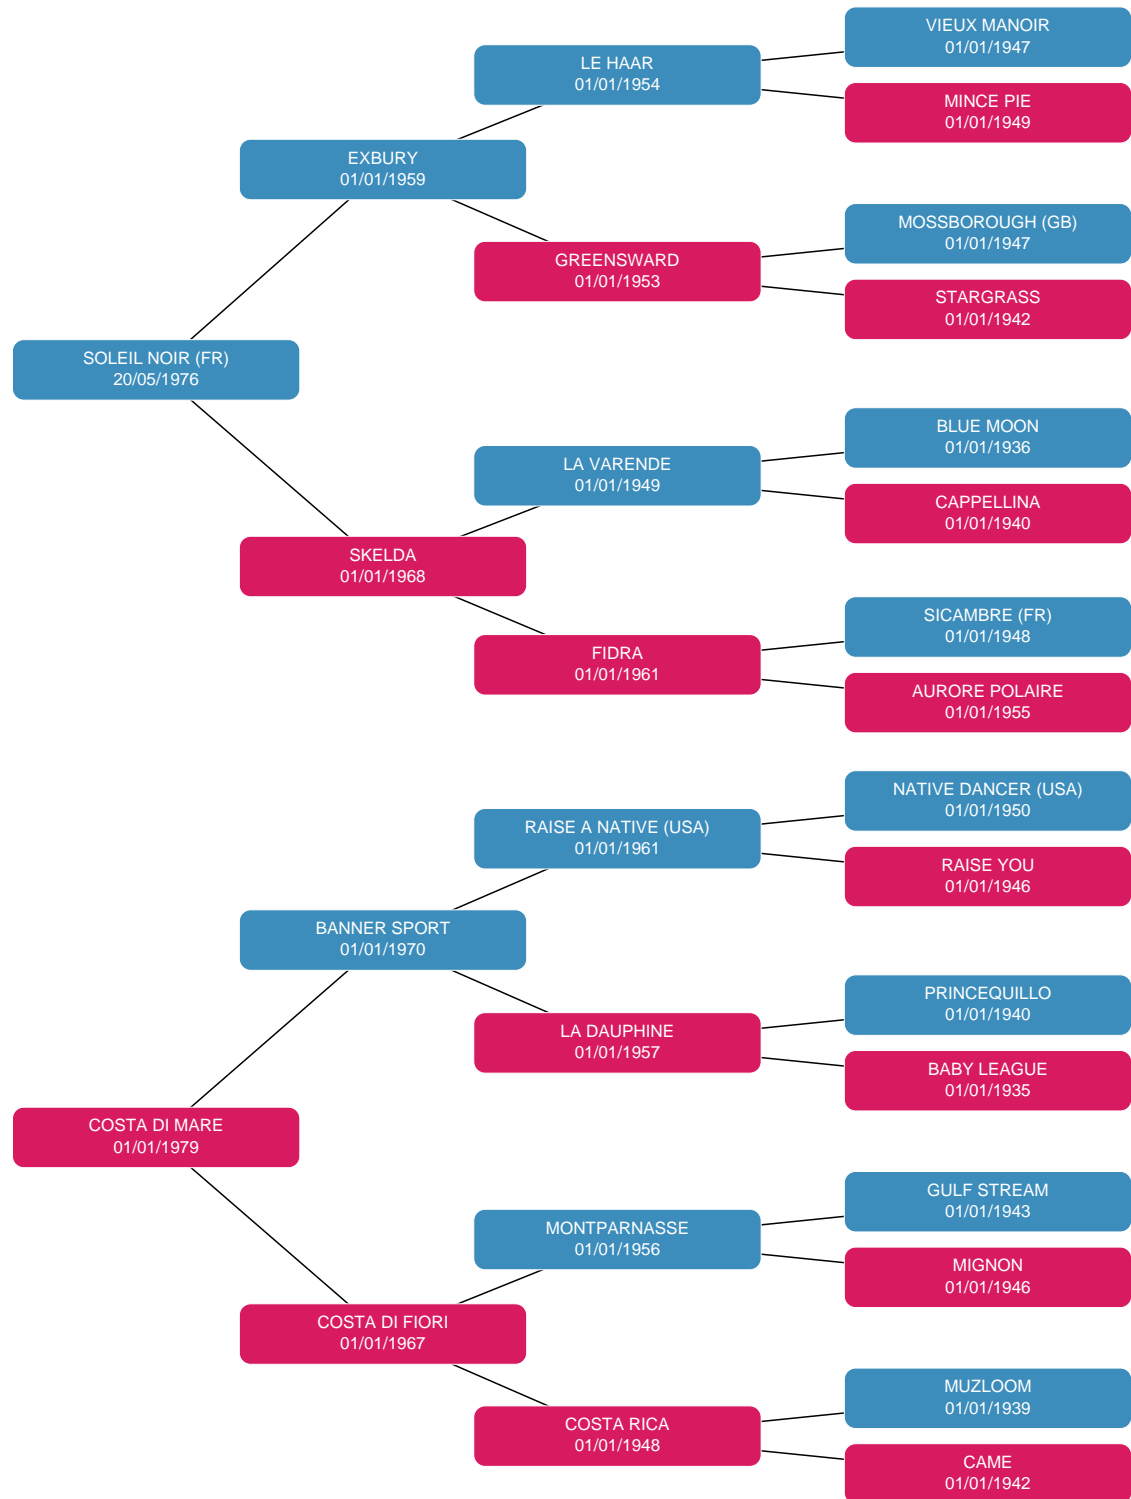 VIEUX MANOIR
01/01/1947
LE HAAR
01/01/1954
MINCE PIE
01/01/1949
EXBURY
01/01/1959
MOSSBOROUGH (GB)
01/01/1947
GREENSWARD
01/01/1953
STARGRASS
01/01/1942
SOLEIL NOIR (FR)
20/05/1976
BLUE MOON
01/01/1936
LA VARENDE
01/01/1949
CAPPELLINA
01/01/1940
SKELDA
01/01/1968
SICAMBRE (FR)
01/01/1948
FIDRA
01/01/1961
AURORE POLAIRE
01/01/1955
NATIVE DANCER (USA)
01/01/1950
RAISE A NATIVE (USA)
01/01/1961
RAISE YOU
01/01/1946
BANNER SPORT
01/01/1970
PRINCEQUILLO
01/01/1940
LA DAUPHINE
01/01/1957
BABY LEAGUE
01/01/1935
COSTA DI MARE
01/01/1979
GULF STREAM
01/01/1943
MONTPARNASSE
01/01/1956
MIGNON
01/01/1946
COSTA DI FIORI
01/01/1967
MUZLOOM
01/01/1939
COSTA RICA
01/01/1948
CAME
01/01/1942